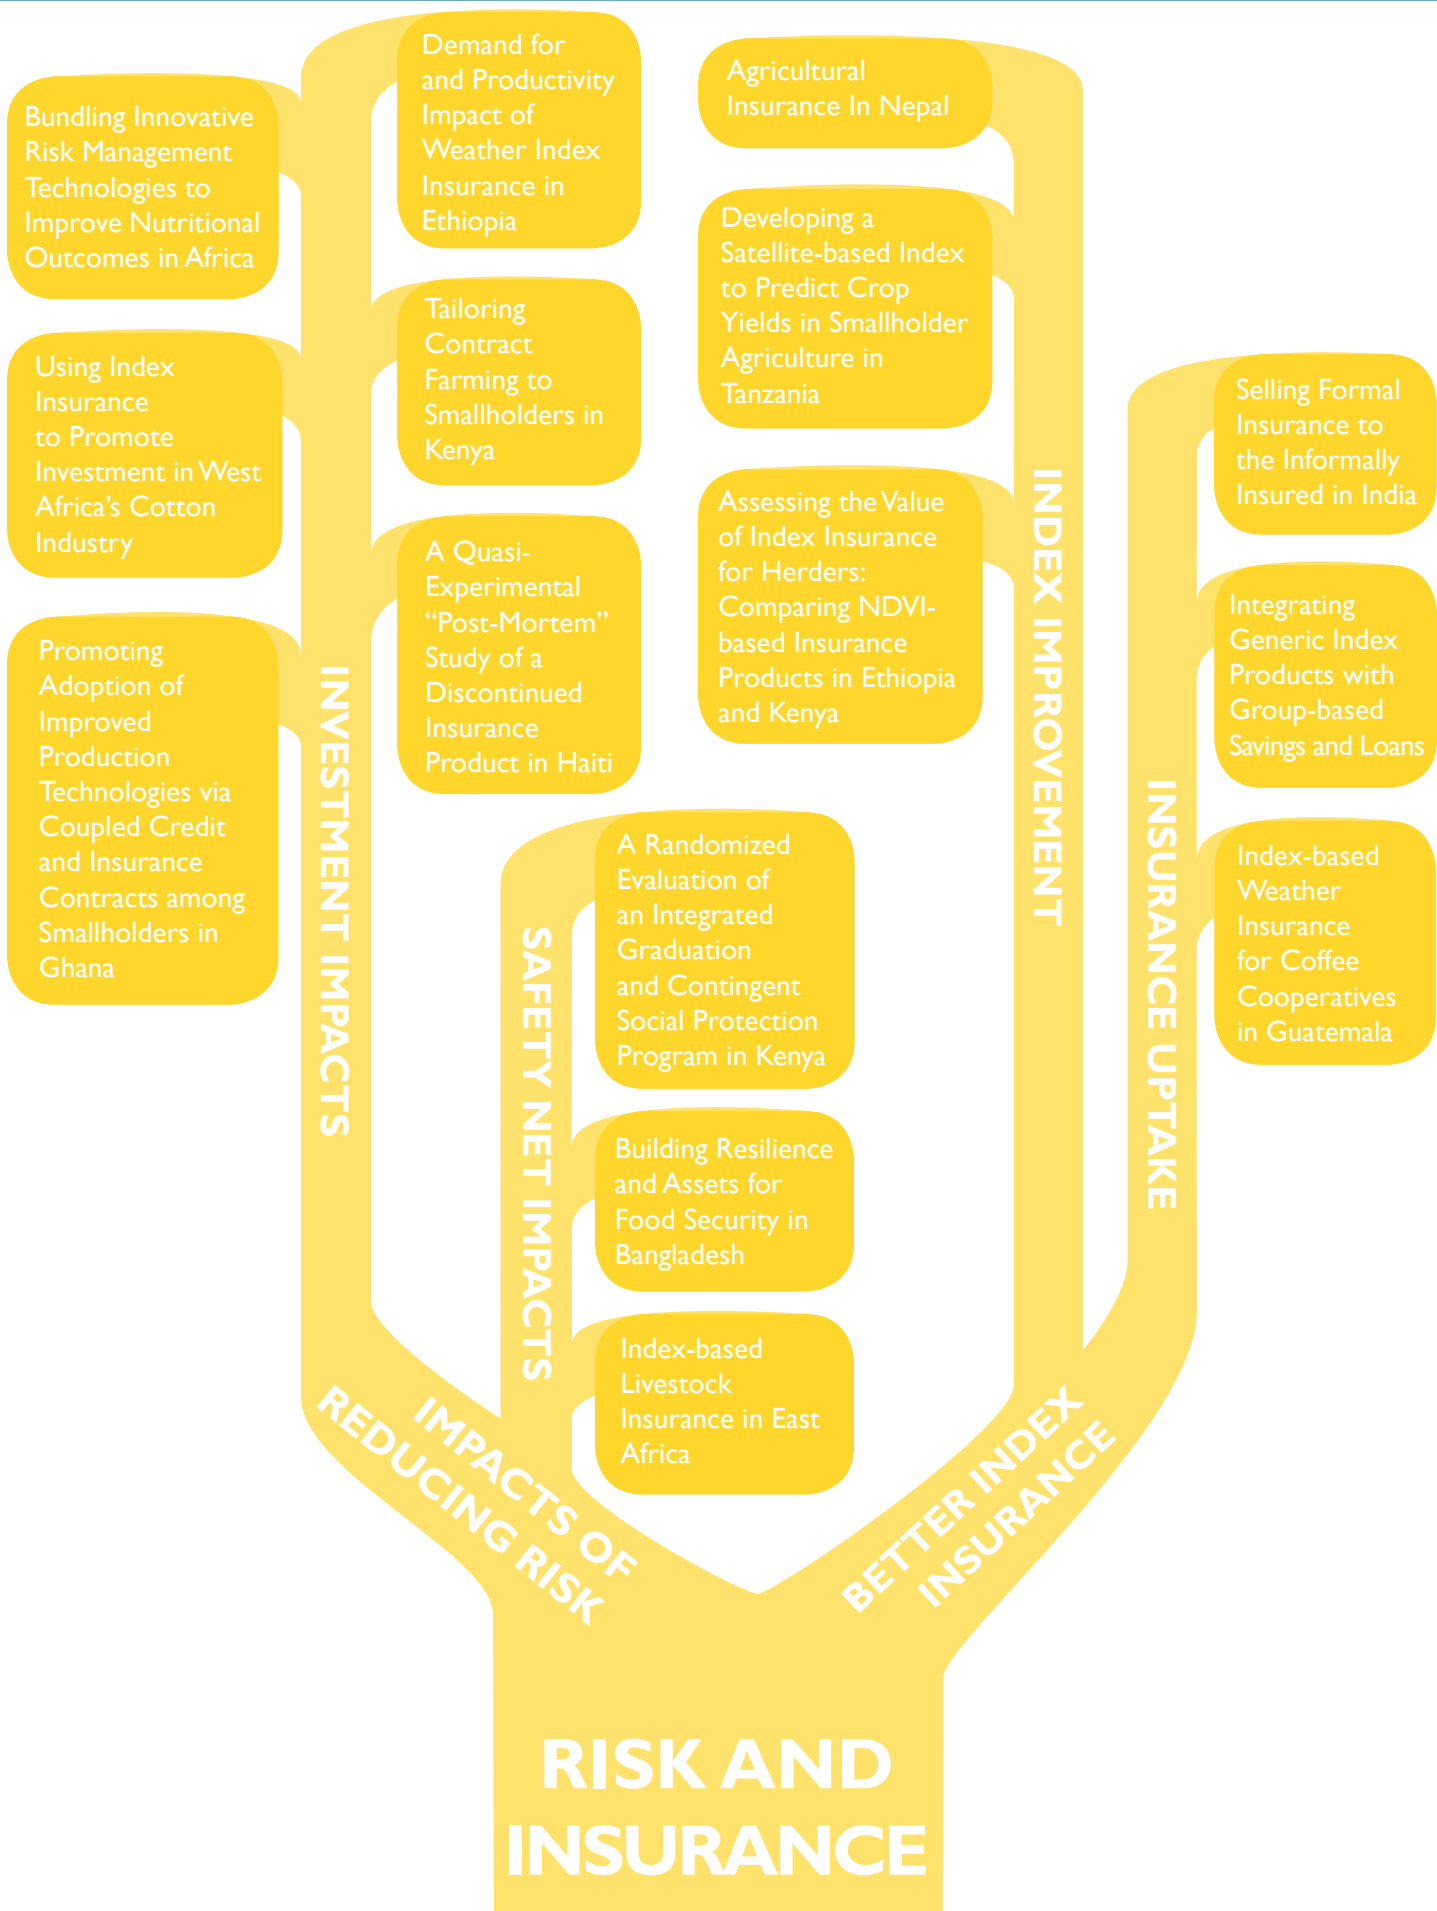 Bundling Innovative
Risk Management
Technologies to
Improve Nutritional
Outcomes in Africa
Using Index
Insurance
to Promote
Investment in West
Africa’s Cotton
Industry
Promoting
Adoption of
Improved
Production
Technologies via
Coupled Credit
and Insurance
Contracts among
Smallholders in
Ghana
INVESTMENT IMPACTS
Demand for
and Productivity
Impact of
Weather Index
Insurance in
Ethiopia
Tailoring
Contract
Farming to
Smallholders in
Kenya
A Quasi-
Experimental
“Post-Mortem”
Study of a
Discontinued
Insurance
Product in Haiti
SAFETY NET IMPACTS
A Randomized
Evaluation of
an Integrated
Graduation
and Contingent
Social Protection
Program in Kenya
Building Resilience
and Assets for
Food Security in
Bangladesh
Index-based
Livestock
Insurance in East
Africa
Agricultural
Insurance In Nepal
Developing a
Satellite-based Index
to Predict Crop
Yields in Smallholder
Agriculture in
Tanzania
Assessing the Value
of Index Insurance
for Herders:
Comparing NDVI-
based Insurance
Products in Ethiopia
and Kenya
INDEX IMPROVEMENT
INSURANCE UPTAKE
Selling Formal
Insurance to
the Informally
Insured in India
Integrating
Generic Index
Products with
Group-based
Savings and Loans
Index-based
Weather
Insurance
for Coffee
Cooperatives
in Guatemala
IMPACTS OF
REDUCING RISK
BETTER INDEX
INSURANCE
RISK AND
INSURANCE